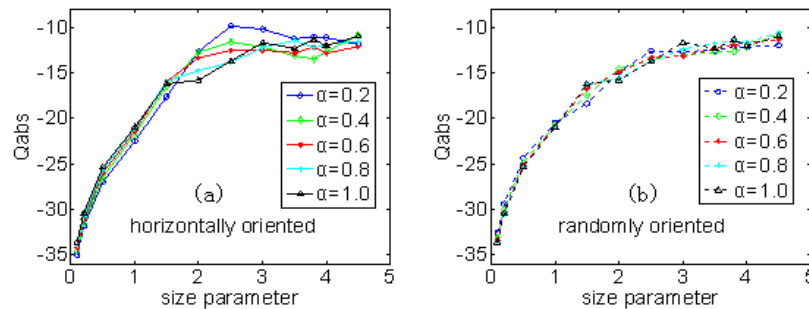 Qabs
-10
-15
-20
-25
-30
-35
0 1 2 3 4 5
size parameter
α=0.2
α=0.4
α=0.6
α=0.8
α=1.0
(a)
horizontally oriented
-10
-15
-20
-25
-30
-35
0 1 2 3 4 5
size parameter
α=0.2
α=0.4
α=0.6
α=0.8
α=1.0
(b)
randomly oriented